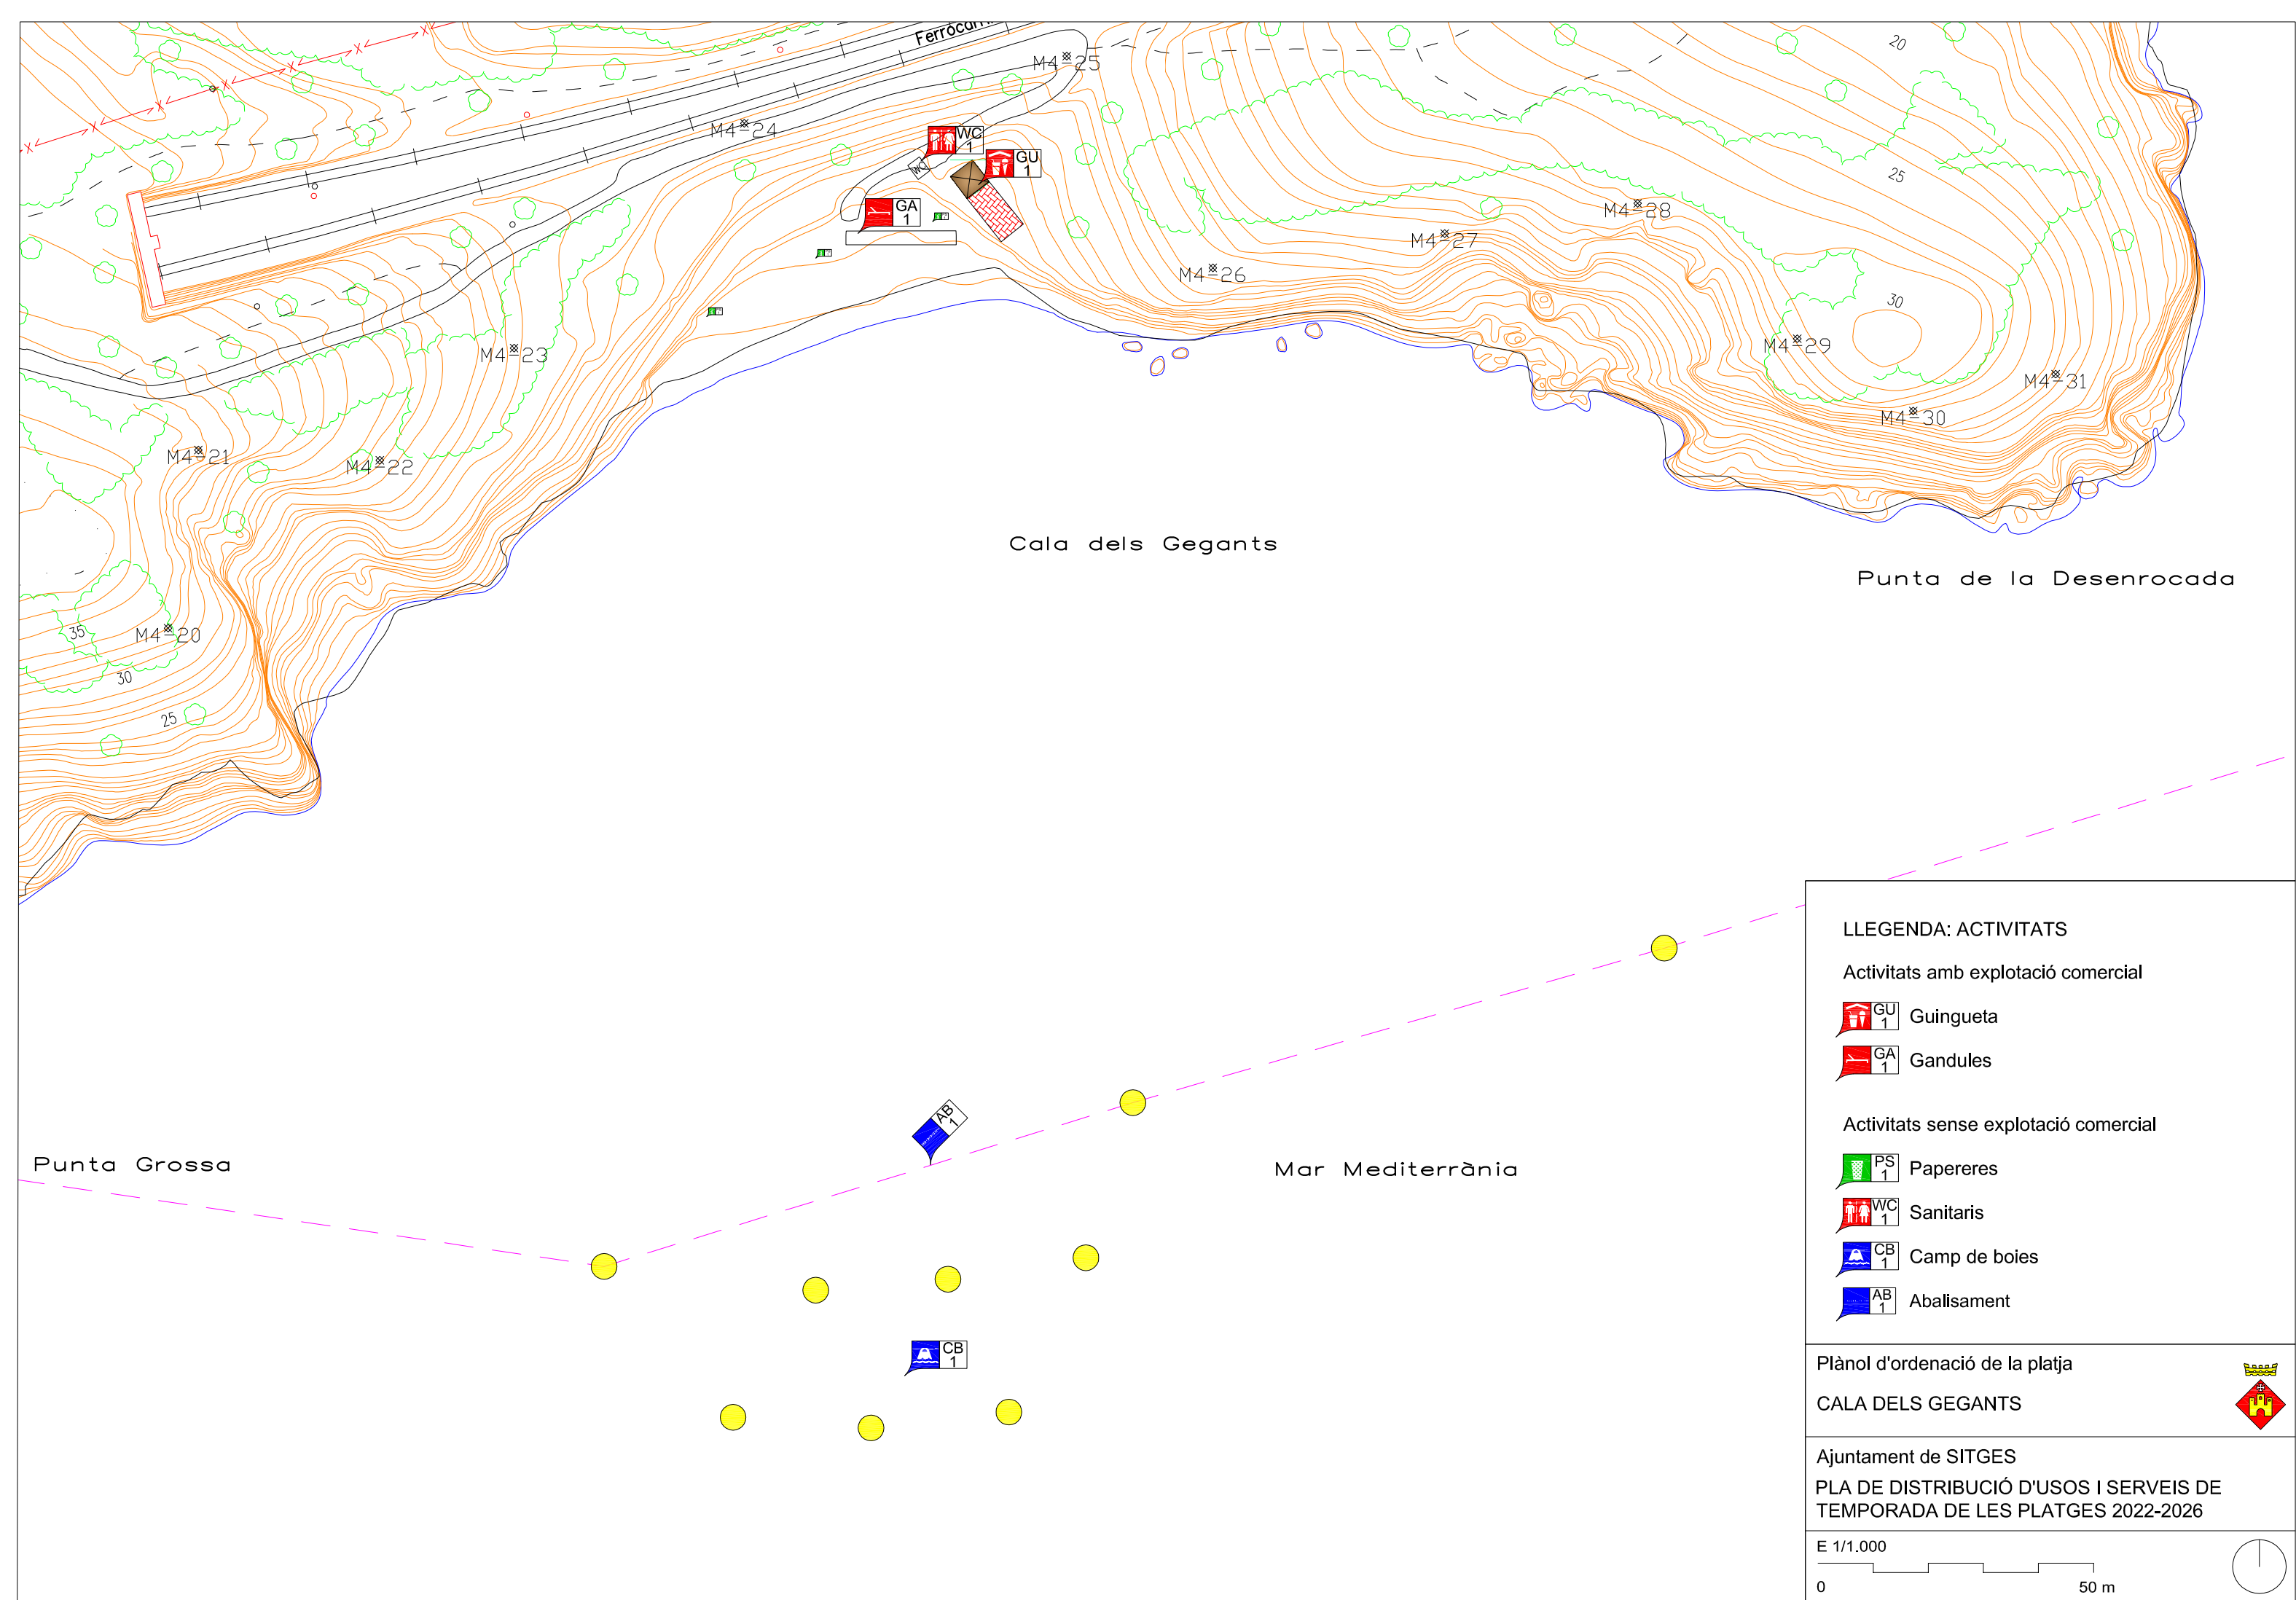 M4-25
20
M4-24
WC
1
GU
1
WC
25
GA
1
M4-28
M4-27
M4-26
30
M4-29
M4-23
M4-31
M4-30
M4-21
M4-22
Cala dels Gegants
Punta de la Desenrocada
35
M4-20
30
25
AB
1
Punta Grossa
Mar Mediterrània
CB
1
LLEGENDA: ACTIVITATS
Activitats amb explotació comercial
GU
1
Guingueta
GA
1
Gandules
Activitats sense explotació comercial
PS
1
Papereres
WC
1
Sanitaris
CB
1
Camp de boies
AB
1
Abalisament
Plànol d'ordenació de la platja
CALA DELS GEGANTS
Ajuntament de SITGES
PLA DE DISTRIBUCIÓ D'USOS I SERVEIS DE
TEMPORADA DE LES PLATGES 2022-2026
E 1/1.000
0 50 m